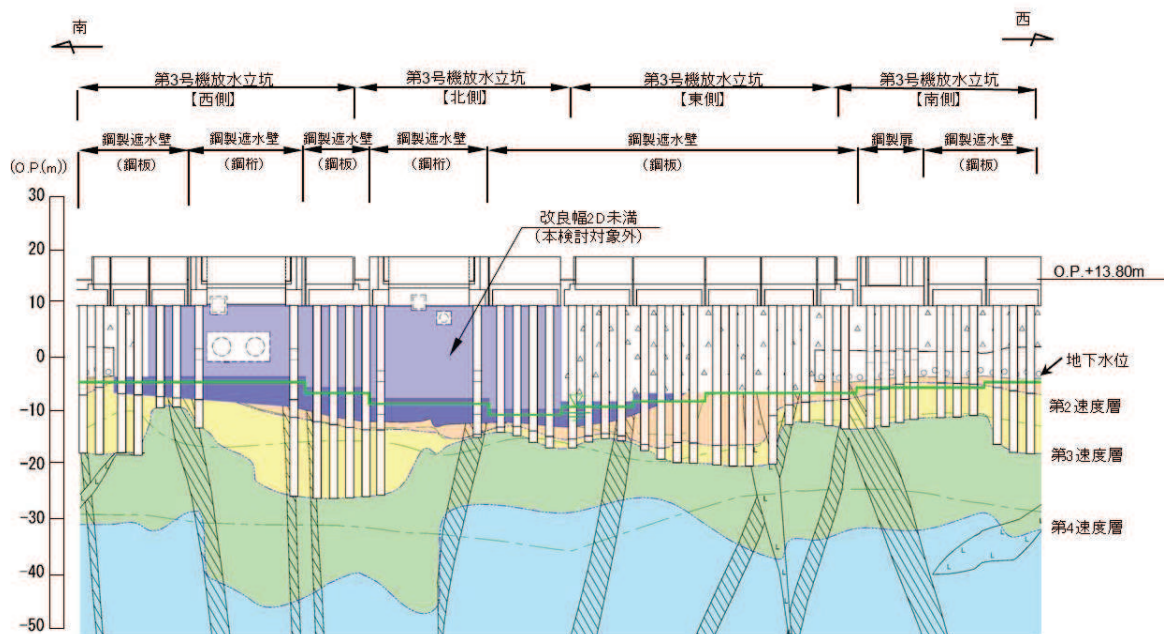 南
西
第3号機放水立坑
【西側】
第3号機放水立坑
【北側】
第3号機放水立坑
【東側】
第3号機放水立坑
【南側】
鋼製遮水壁
(鋼板)
鋼製遮水壁
(鋼桁)
鋼製遮水壁
(鋼板)
鋼製遮水壁
(鋼桁)
鋼製遮水壁
(鋼板)
鋼製扉
鋼製遮水壁
(鋼板)
(O.P.(m))
30
20
10
0
-10
-20
-30
-40
-50
改良幅2D未満
(本検討対象外)
O.P.+13.80m
地下水位
第2速度層
第3速度層
第4速度層